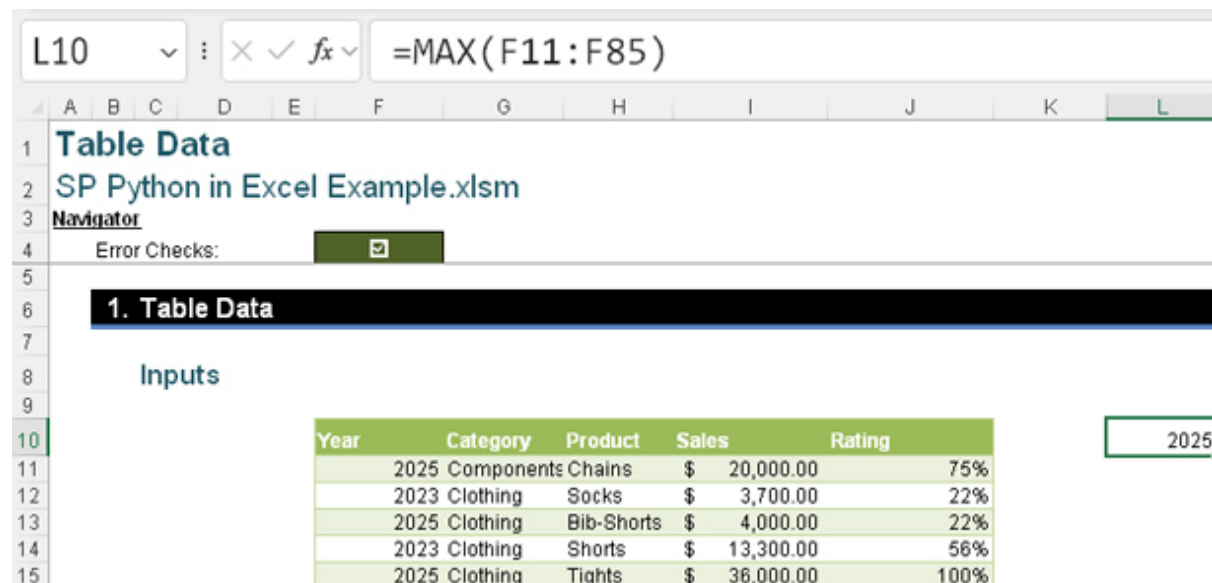 L10 fx =MAX(F11:F85)
A B C D E F G H I J K L
1 Table Data
2 SP Python in Excel Example.xlsm
3 Navigator
4 Error Checks:
5
6 1. Table Data
7
8 Inputs
9
10 Year Category Product Sales Rating 2025
11 2025 Components Chains $ 20,000.00 75%
12 2023 Clothing Socks $ 3,700.00 22%
13 2025 Clothing Bib-Shorts $ 4,000.00 22%
14 2023 Clothing Shorts $ 13,300.00 56%
15 2025 Clothing Tights $ 36,000.00 100%